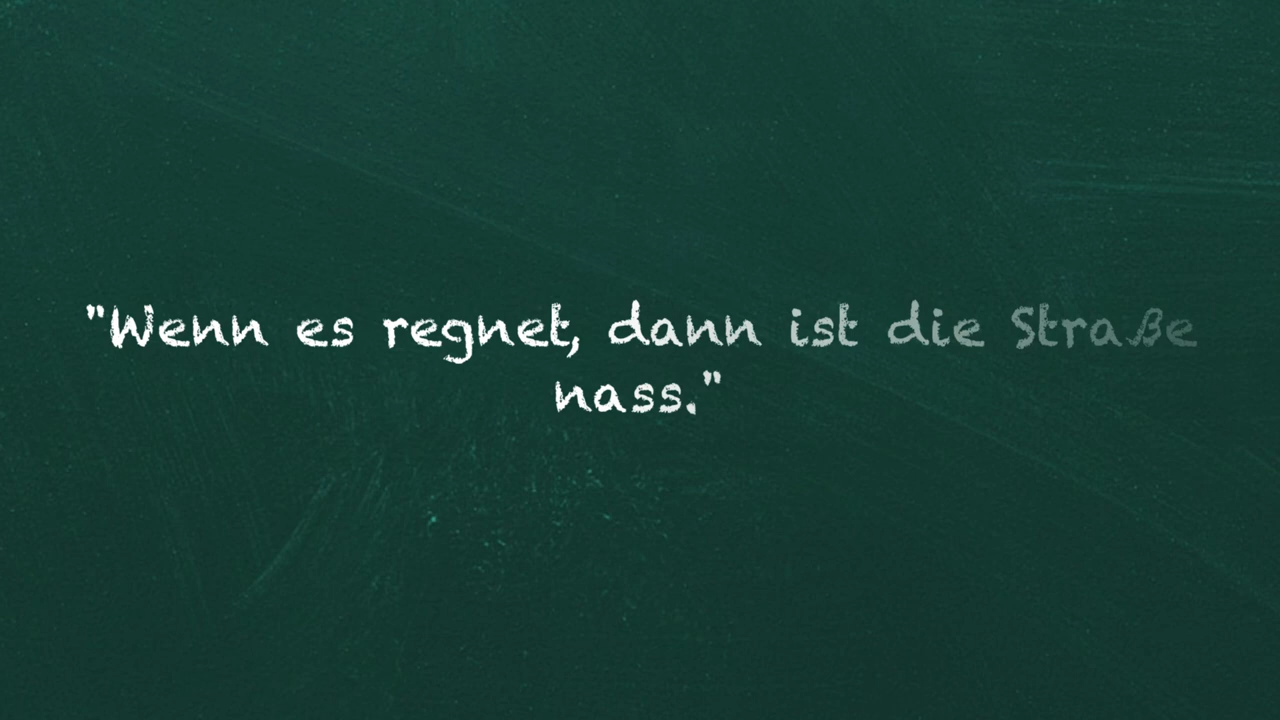 "Wenn es regnet, dann ist die Straße
nass."